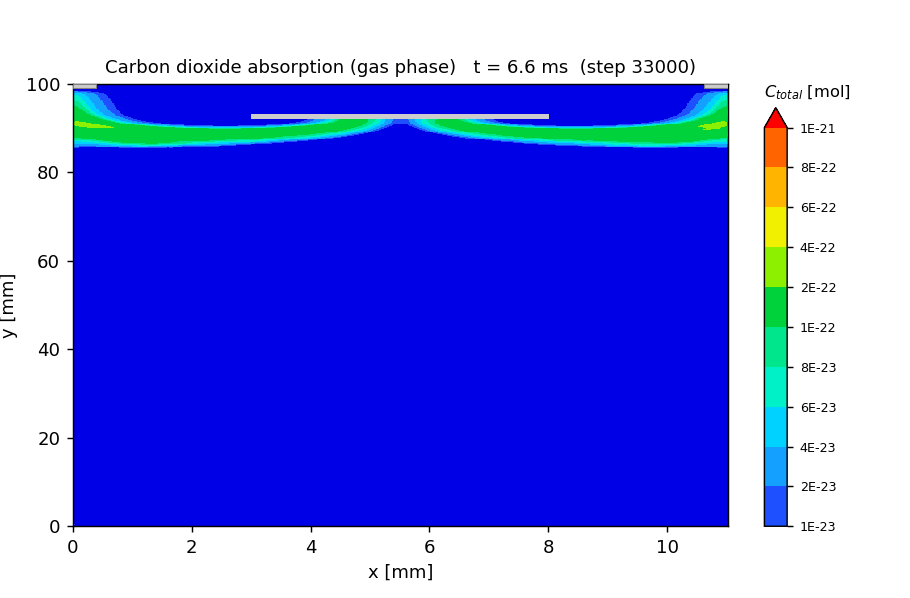 Carbon dioxide absorption (gas phase)   t = 6.6 ms  (step 33000)
C_total [mol]
100
80
60
40
20
0
y [mm]
0 2 4 6 8 10
x [mm]
1E-21
8E-22
6E-22
4E-22
2E-22
1E-22
8E-23
6E-23
4E-23
2E-23
1E-23